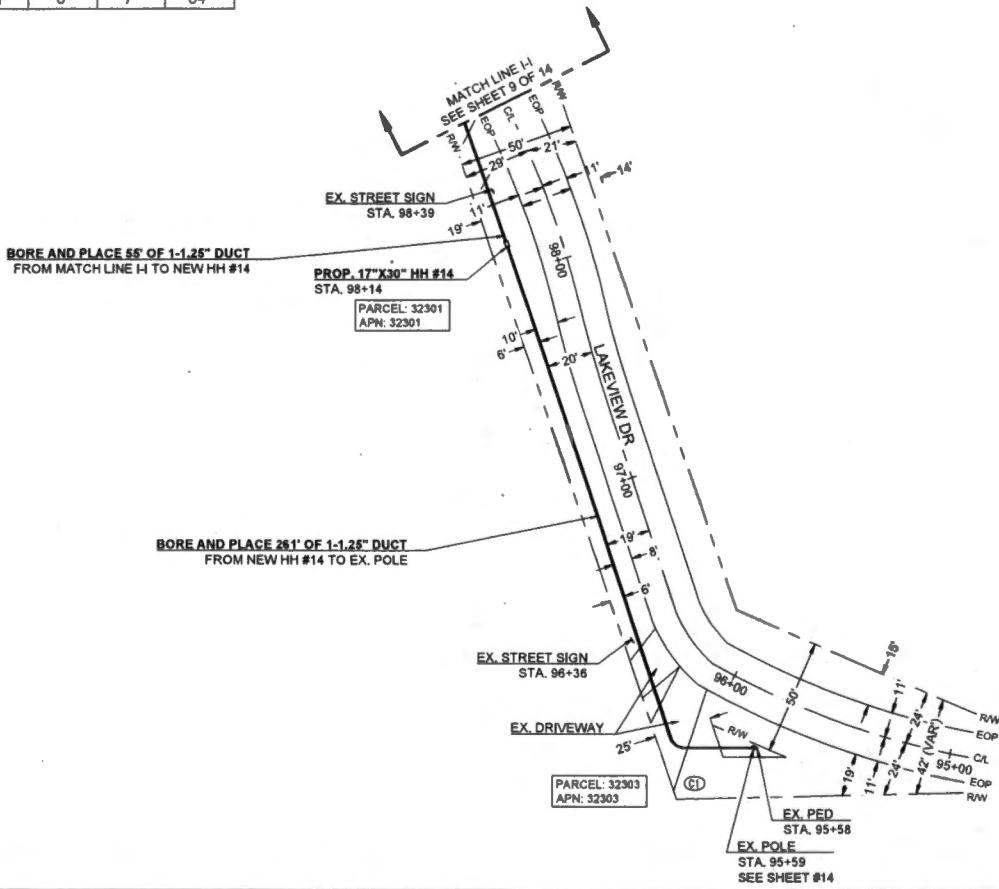 MATCH LINE I-I
SEE SHEET 9 OF 14
R/W
EOP
C/L
EOP
R/W
50'
29'
21'
11'
14'
EX. STREET SIGN
STA. 98+39
11'
19'
BORE AND PLACE 55' OF 1-1.25" DUCT
FROM MATCH LINE I-I TO NEW HH #14
PROP. 17"X30" HH #14
STA. 98+14
PARCEL: 32301
APN: 32301
98+00
10'
6'
20'
LAKEVIEW DR
97+00
BORE AND PLACE 261' OF 1-1.25" DUCT
FROM NEW HH #14 TO EX. POLE
19'
8'
6'
EX. STREET SIGN
STA. 96+36
96+00
50'
18'
11'
24'
42' (VAR')
R/W
EOP
C/L
95+00
EOP
R/W
EX. DRIVEWAY
R/W
25'
19'
11'
24'
PARCEL: 32303
APN: 32303
C1
EX. PED
STA. 95+58
EX. POLE
STA. 95+59
SEE SHEET #14